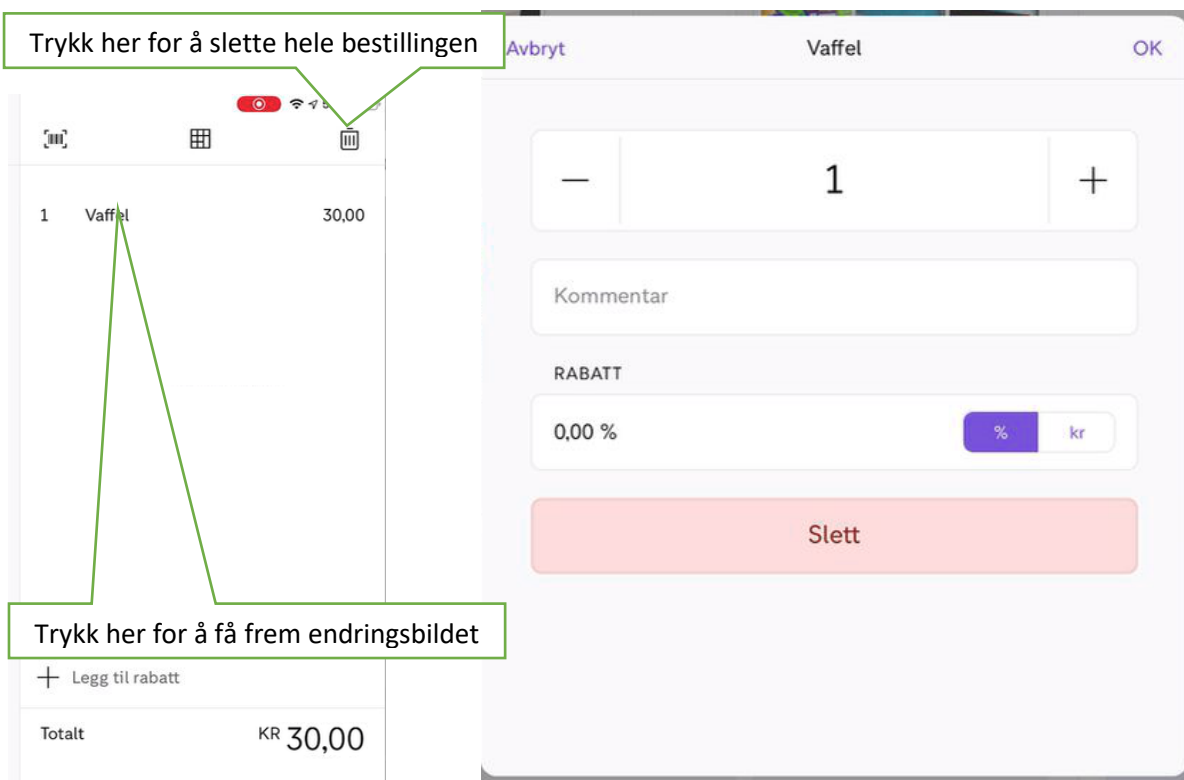 Trykk her for å slette hele bestillingen
1 Vaffel 30,00
Trykk her for å få frem endringsbildet
Legg til rabatt
Totalt KR 30,00
Avbryt Vaffel OK
− 1 +
Kommentar
RABATT
0,00 % % kr
Slett